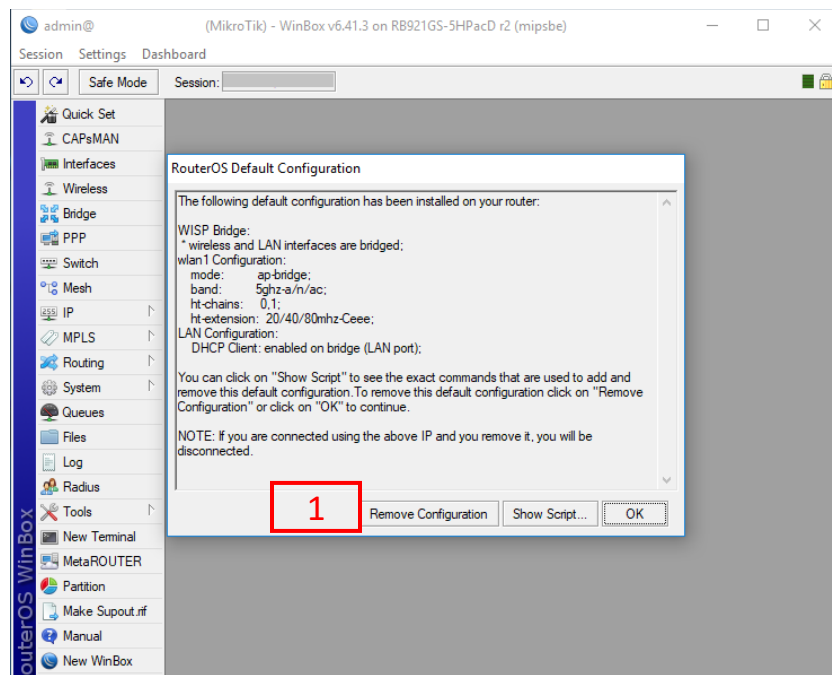 admin@ (MikroTik) - WinBox v6.41.3 on RB921GS-5HPacD r2 (mipsbe)
Session Settings Dashboard
Safe Mode Session:
Quick Set
CAPsMAN
Interfaces
Wireless
Bridge
PPP
Switch
Mesh
255 IP
MPLS
Routing
System
Queues
Files
Log
Radius
Tools
New Terminal
MetaROUTER
Partition
Make Supout.rif
Manual
New WinBox
outerOS WinBox
RouterOS Default Configuration
The following default configuration has been installed on your router:
WISP Bridge:
* wireless and LAN interfaces are bridged;
wlan1 Configuration:
mode: ap-bridge;
band: 5ghz-a/n/ac;
ht-chains: 0,1;
ht-extension: 20/40/80mhz-Ceee;
LAN Configuration:
DHCP Client: enabled on bridge (LAN port);
You can click on "Show Script" to see the exact commands that are used to add and
remove this default configuration.To remove this default configuration click on "Remove
Configuration" or click on "OK" to continue.
NOTE: If you are connected using the above IP and you remove it, you will be
disconnected.
1 Remove Configuration Show Script... OK